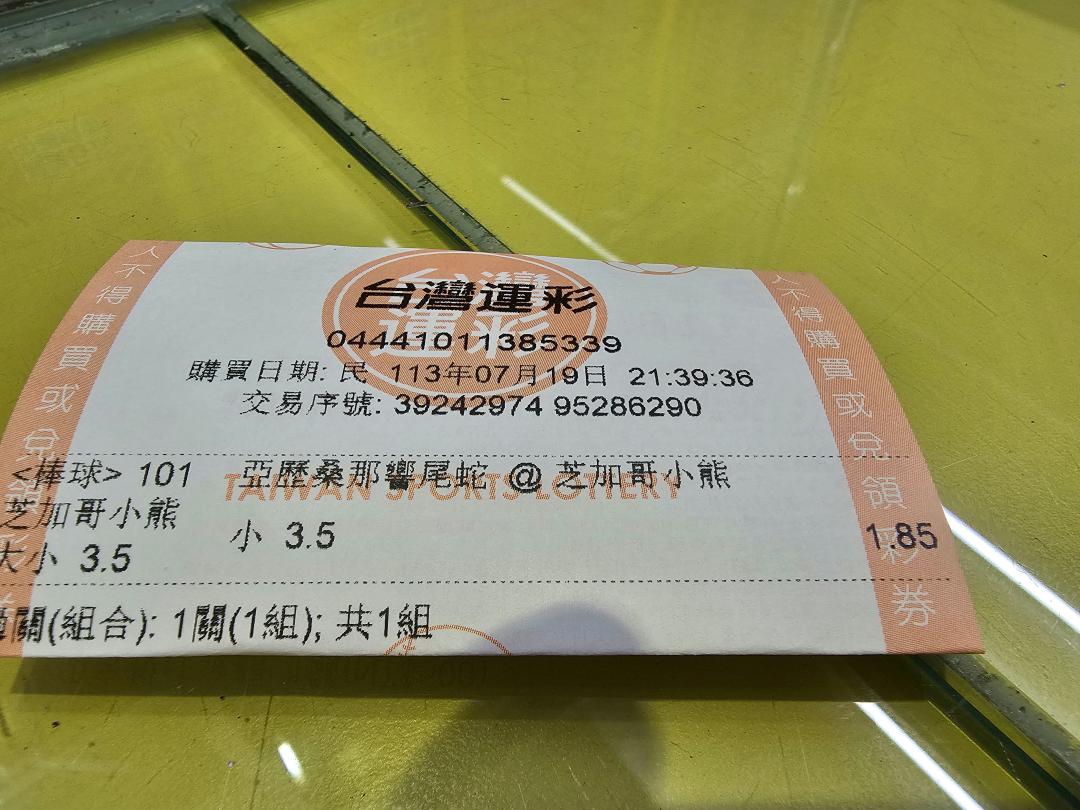 台灣運彩
台灣
運彩
04441011385339
購買日期: 民 113年07月19日 21:39:36
交易序號: 39242974 95286290
<棒球> 101 亞歷桑那響尾蛇 @ 芝加哥小熊
TAIWAN SPORTS LOTTERY
芝加哥小熊
大小 3.5 小 3.5 1.85
關(組合): 1關(1組); 共1組
人不得購買或兌
人不得購買或兌領彩券